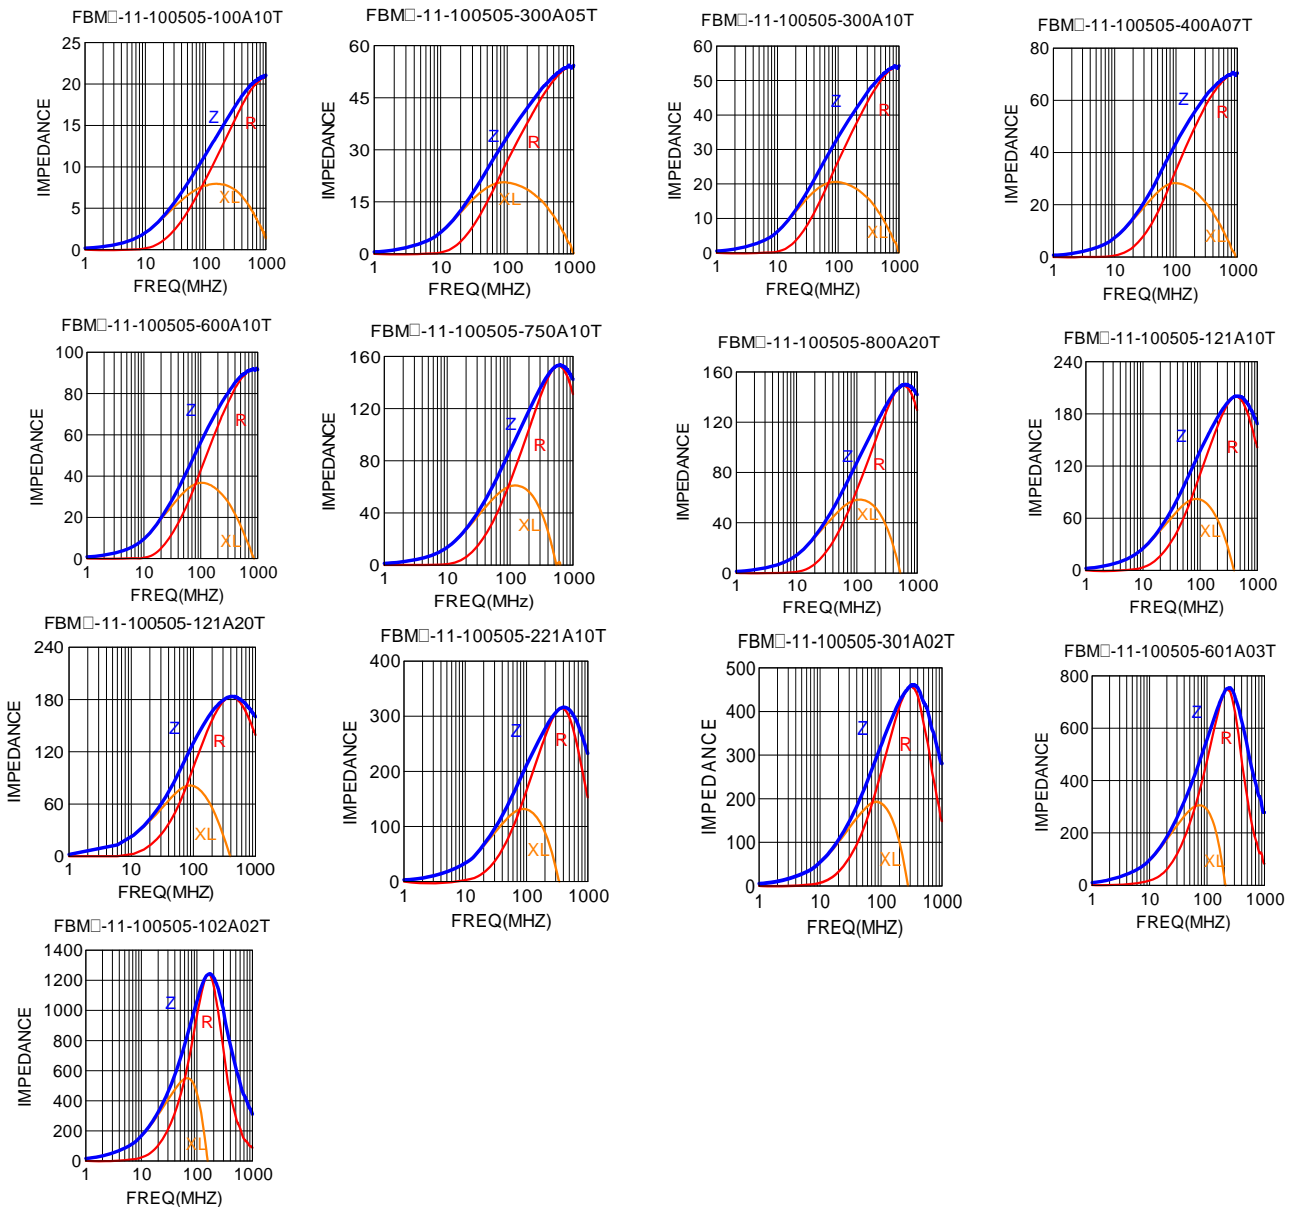 FBM□-11-100505-100A10T
IMPEDANCE
25
20
15
10
5
0
Z
R
XL
1 10 100 1000
FREQ(MHZ)
FBM□-11-100505-300A05T
IMPEDANCE
60
45
30
15
0
Z
R
XL
1 10 100 1000
FREQ(MHZ)
FBM□-11-100505-300A10T
IMPEDANCE
60
50
40
30
20
10
0
Z
R
XL
1 10 100 1000
FREQ(MHZ)
FBM□-11-100505-400A07T
IMPEDANCE
80
60
40
20
0
Z
R
XL
1 10 100 1000
FREQ(MHZ)
FBM□-11-100505-600A10T
IMPEDANCE
100
80
60
40
20
0
Z
R
XL
1 10 100 1000
FREQ(MHZ)
FBM□-11-100505-750A10T
IMPEDANCE
160
120
80
40
0
Z
R
XL
1 10 100 1000
FREQ(MHz)
FBM□-11-100505-800A20T
IMPEDANCE
160
120
80
40
0
Z
R
XL
1 10 100 1000
FREQ(MHZ)
FBM□-11-100505-121A10T
IMPEDANCE
240
180
120
60
0
Z
R
XL
1 10 100 1000
FREQ(MHZ)
FBM□-11-100505-121A20T
IMPEDANCE
240
180
120
60
0
Z
R
XL
1 10 100 1000
FREQ(MHZ)
FBM□-11-100505-221A10T
IMPEDANCE
400
300
200
100
0
Z
R
XL
1 10 100 1000
FREQ(MHZ)
FBM□-11-100505-301A02T
IMPEDANCE
500
400
300
200
100
0
Z
R
XL
1 10 100 1000
FREQ(MHZ)
FBM□-11-100505-601A03T
IMPEDANCE
800
600
400
200
0
Z
R
XL
1 10 100 1000
FREQ(MHZ)
FBM□-11-100505-102A02T
IMPEDANCE
1400
1200
1000
800
600
400
200
0
Z
R
XL
1 10 100 1000
FREQ(MHZ)